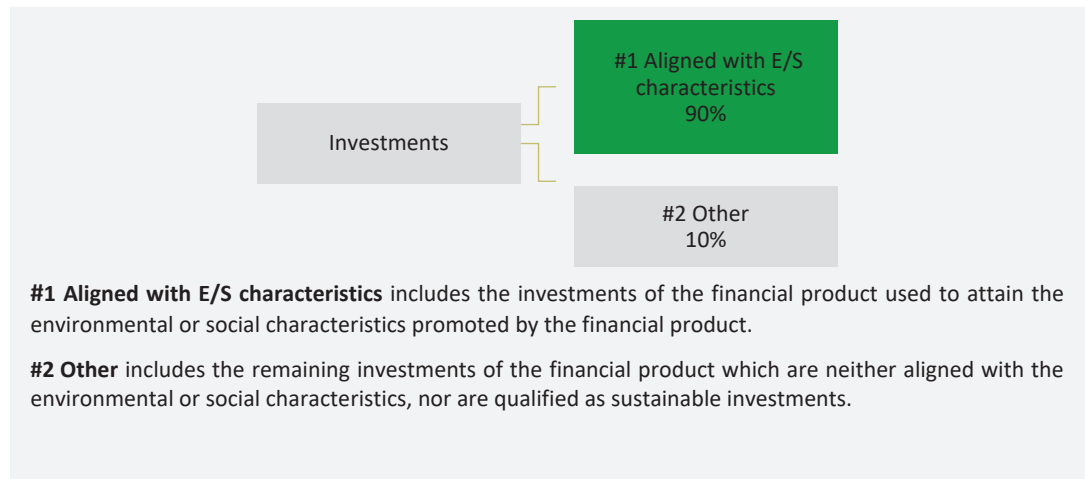 #1 Aligned with E/S
characteristics
90%
Investments
#2 Other
10%
#1 Aligned with E/S characteristics includes the investments of the financial product used to attain the
environmental or social characteristics promoted by the financial product.
#2 Other includes the remaining investments of the financial product which are neither aligned with the
environmental or social characteristics, nor are qualified as sustainable investments.